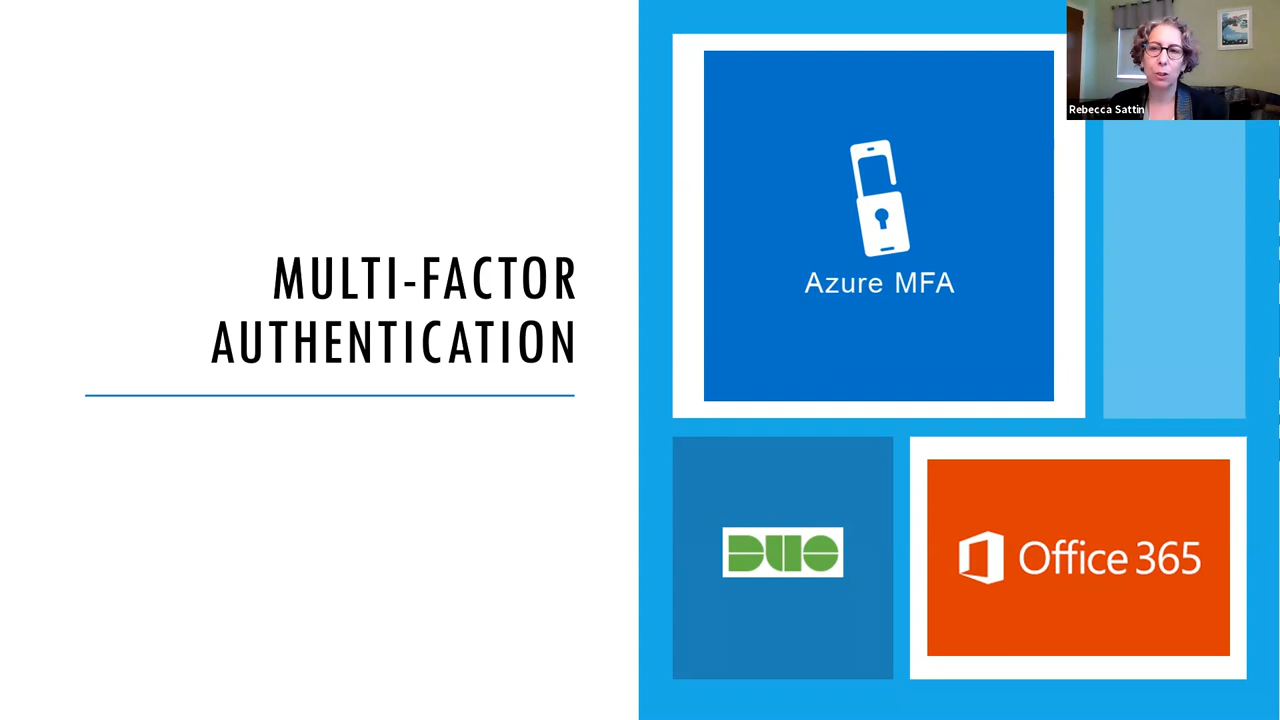 MULTI-FACTOR
AUTHENTICATION
Azure MFA
Rebecca Sattin
DUO
Office 365